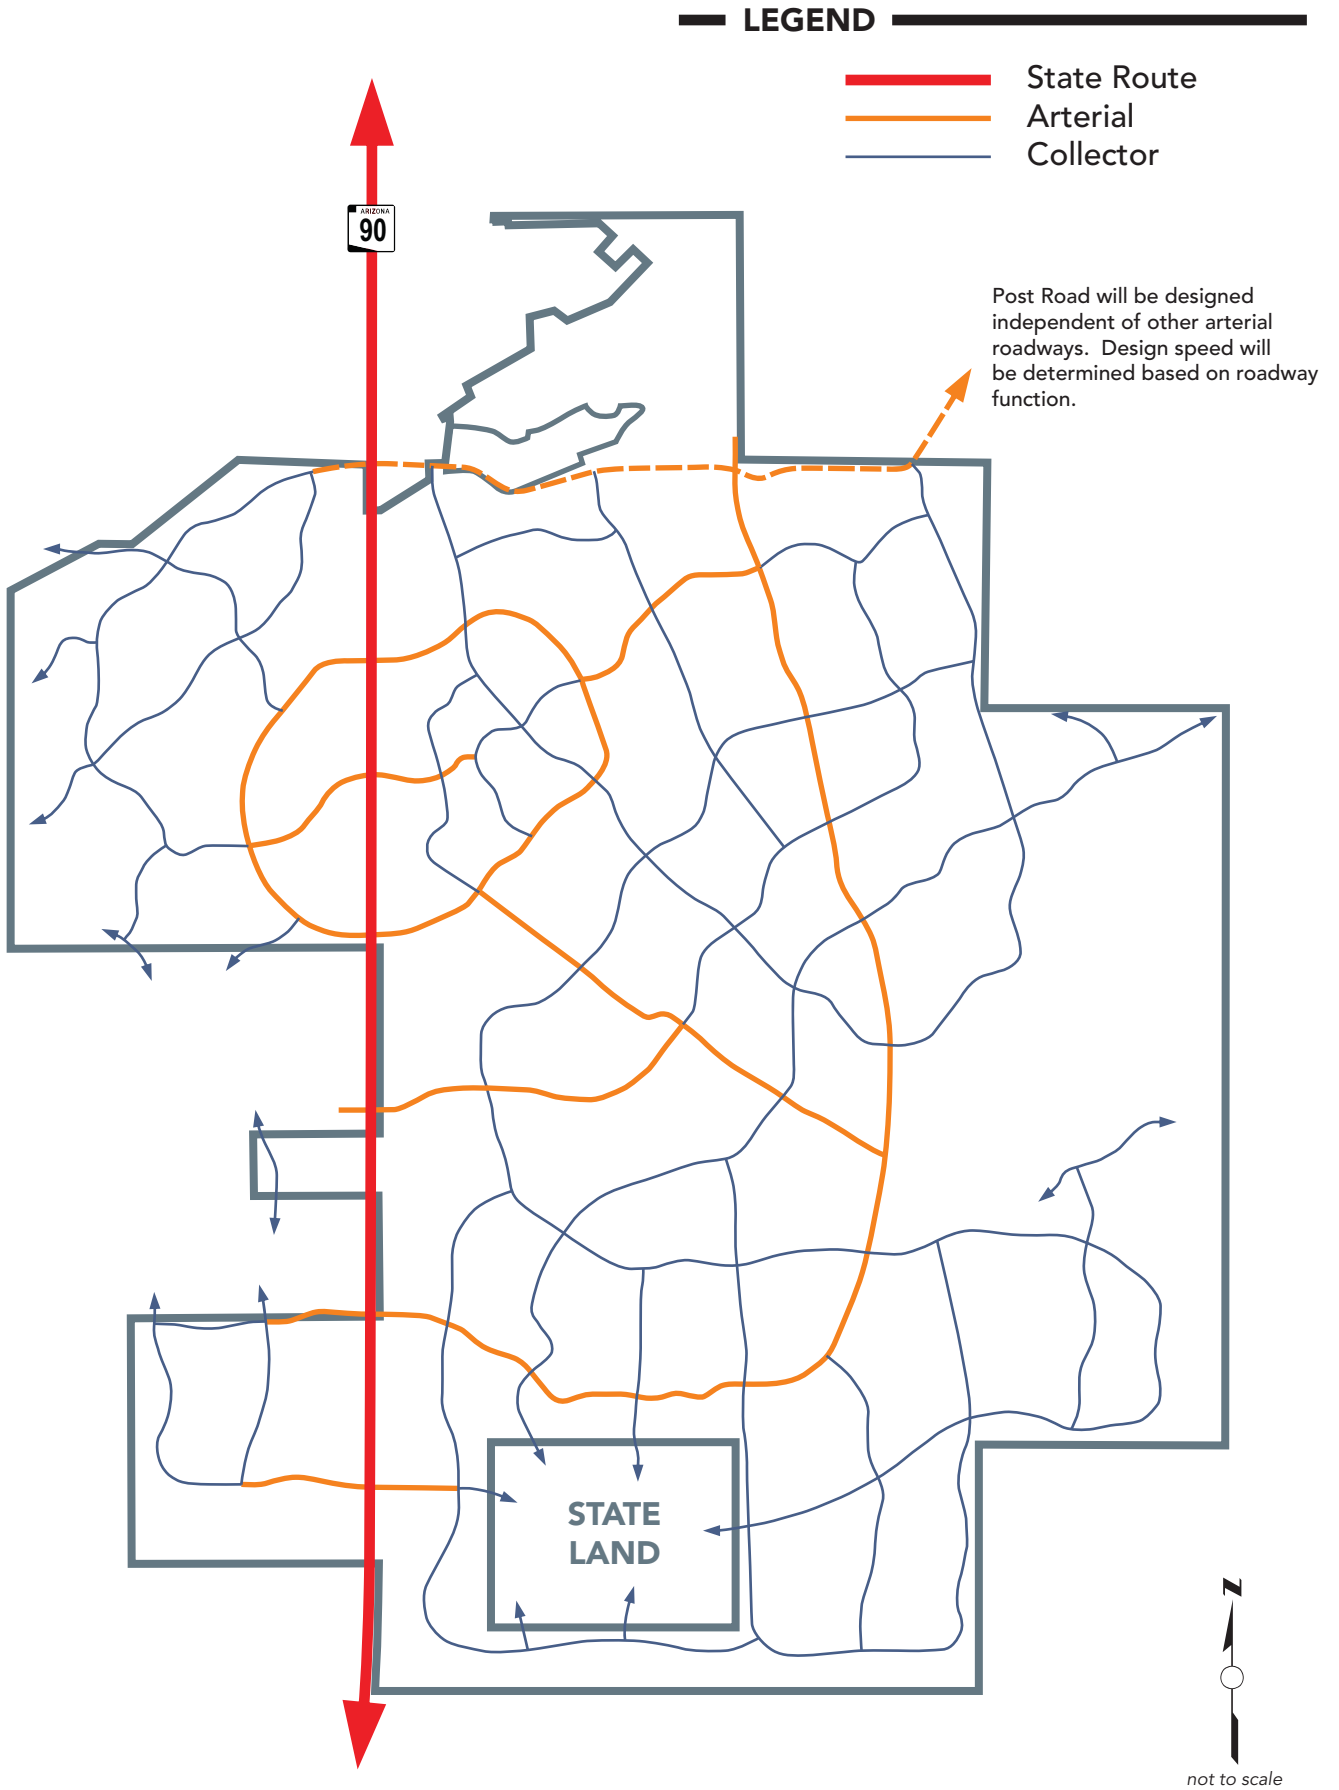 LEGEND
State Route
Arterial
Collector
ARIZONA
90
Post Road will be designed
independent of other arterial
roadways.  Design speed will
be determined based on roadway
function.
STATE
LAND
N
not to scale